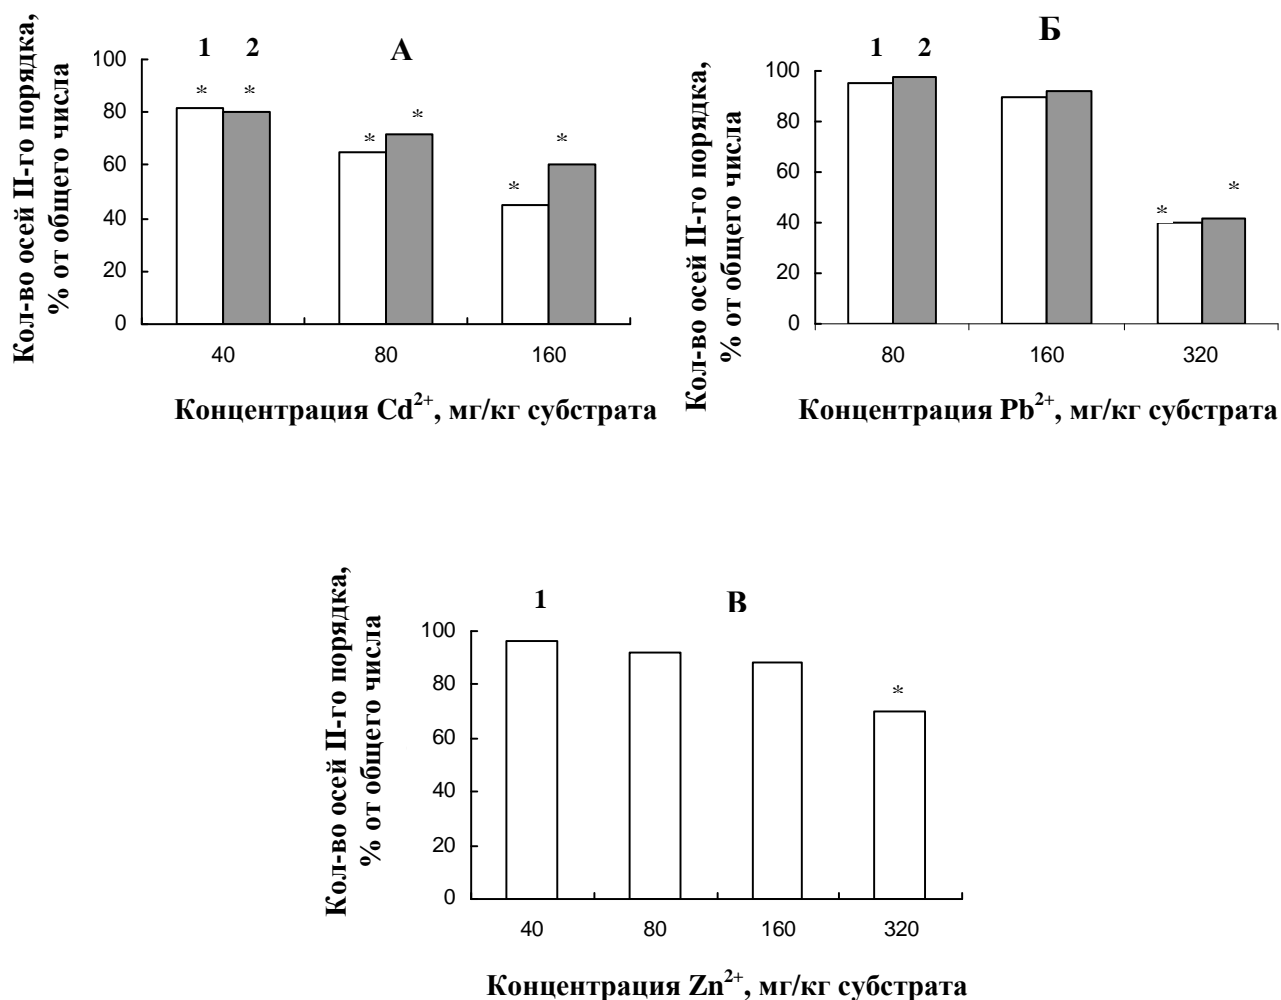 Кол-во осей II-го порядка,
% от общего числа
1 2 А
100
80
60
40
20
0
* * * * * *
40 80 160
Концентрация Cd²⁺, мг/кг субстрата
Кол-во осей II-го порядка,
% от общего числа
1 2 Б
100
80
60
40
20
0
* *
80 160 320
Концентрация Pb²⁺, мг/кг субстрата
Кол-во осей II-го порядка,
% от общего числа
1 В
100
80
60
40
20
0
*
40 80 160 320
Концентрация Zn²⁺, мг/кг субстрата